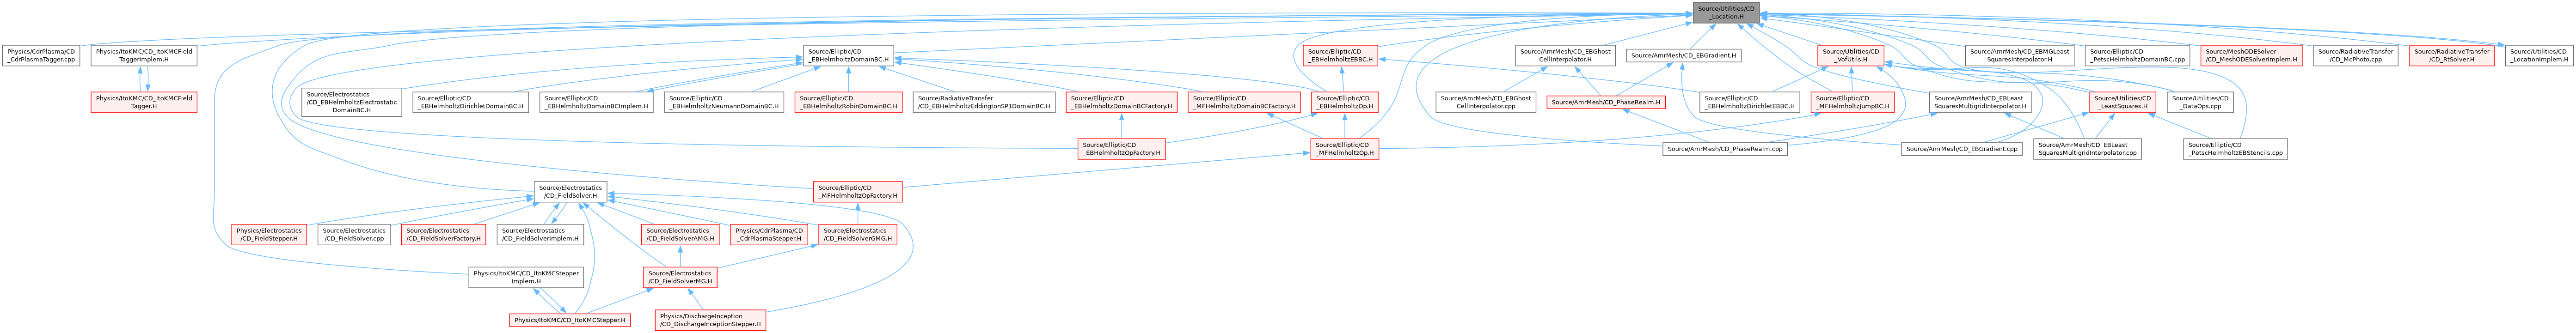 Source/Utilities/CD
_Location.H
Physics/CdrPlasma/CD
_CdrPlasmaTagger.cpp
Physics/ItoKMC/CD_ItoKMCField
TaggerImplem.H
Source/Elliptic/CD
_EBHelmholtzDomainBC.H
Source/Elliptic/CD
_EBHelmholtzEBBC.H
Source/AmrMesh/CD_EBGhost
CellInterpolator.H
Source/AmrMesh/CD_EBGradient.H
Source/Utilities/CD
_VofUtils.H
Source/AmrMesh/CD_EBMGLeast
SquaresInterpolator.H
Source/Elliptic/CD
_PetscHelmholtzDomainBC.cpp
Source/MeshODESolver
/CD_MeshODESolverImplem.H
Source/RadiativeTransfer
/CD_McPhoto.cpp
Source/RadiativeTransfer
/CD_RtSolver.H
Source/Utilities/CD
_LocationImplem.H
Physics/ItoKMC/CD_ItoKMCField
Tagger.H
Source/Electrostatics
/CD_EBHelmholtzElectrostatic
DomainBC.H
Source/Elliptic/CD
_EBHelmholtzDirichletDomainBC.H
Source/Elliptic/CD
_EBHelmholtzDomainBCImplem.H
Source/Elliptic/CD
_EBHelmholtzNeumannDomainBC.H
Source/Elliptic/CD
_EBHelmholtzRobinDomainBC.H
Source/RadiativeTransfer
/CD_EBHelmholtzEddingtonSP1DomainBC.H
Source/Elliptic/CD
_EBHelmholtzDomainBCFactory.H
Source/Elliptic/CD
_MFHelmholtzDomainBCFactory.H
Source/Elliptic/CD
_EBHelmholtzOp.H
Source/AmrMesh/CD_EBGhost
CellInterpolator.cpp
Source/AmrMesh/CD_PhaseRealm.H
Source/Elliptic/CD
_EBHelmholtzDirichletEBBC.H
Source/Elliptic/CD
_MFHelmholtzJumpBC.H
Source/AmrMesh/CD_EBLeast
SquaresMultigridInterpolator.H
Source/Utilities/CD
_LeastSquares.H
Source/Utilities/CD
_DataOps.cpp
Source/Elliptic/CD
_EBHelmholtzOpFactory.H
Source/Elliptic/CD
_MFHelmholtzOp.H
Source/AmrMesh/CD_PhaseRealm.cpp
Source/AmrMesh/CD_EBGradient.cpp
Source/AmrMesh/CD_EBLeast
SquaresMultigridInterpolator.cpp
Source/Elliptic/CD
_PetscHelmholtzEBStencils.cpp
Source/Electrostatics
/CD_FieldSolver.H
Source/Elliptic/CD
_MFHelmholtzOpFactory.H
Physics/Electrostatics
/CD_FieldStepper.H
Source/Electrostatics
/CD_FieldSolver.cpp
Source/Electrostatics
/CD_FieldSolverFactory.H
Source/Electrostatics
/CD_FieldSolverImplem.H
Source/Electrostatics
/CD_FieldSolverAMG.H
Physics/CdrPlasma/CD
_CdrPlasmaStepper.H
Source/Electrostatics
/CD_FieldSolverGMG.H
Physics/ItoKMC/CD_ItoKMCStepper
Implem.H
Source/Electrostatics
/CD_FieldSolverMG.H
Physics/ItoKMC/CD_ItoKMCStepper.H
Physics/DischargeInception
/CD_DischargeInceptionStepper.H